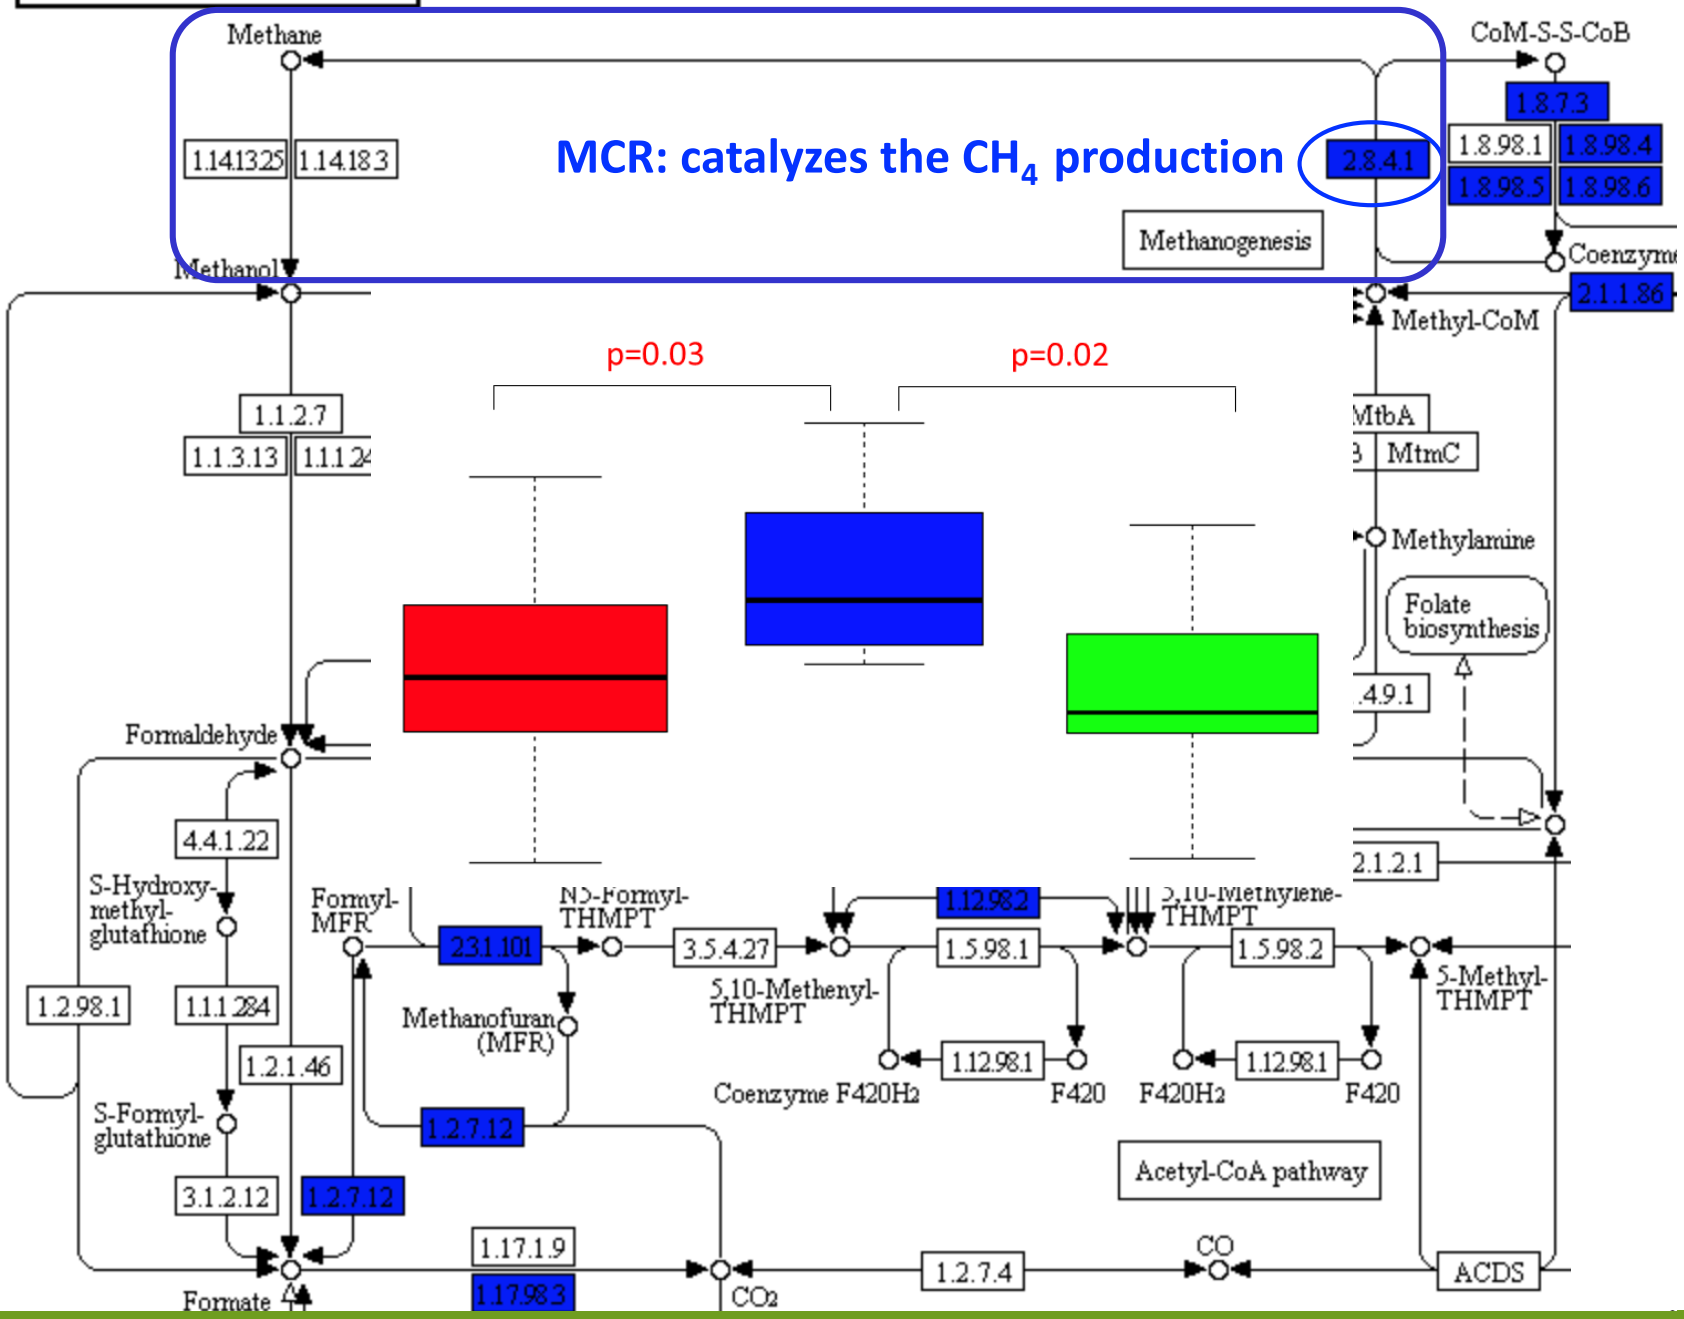 Methane
CoM-S-S-CoB
1.8.7.3
1.14.13.25 1.14.18.3
MCR: catalyzes the CH4 production
2.8.4.1
1.8.98.1 1.8.98.4
1.8.98.5 1.8.98.6
Methanogenesis
Methanol
Coenzyme
2.1.1.86
Methyl-CoM
p=0.03
p=0.02
1.1.2.7
MtbA
1.1.3.13 1.1.1.24
B MtmC
Methylamine
Folate
biosynthesis
.4.9.1
Formaldehyde
4.4.1.22
2.1.2.1
S-Hydroxy-
methyl-
glutathione
Formyl-
MFR
N5-Formyl-
THMPT
1.12.98.2
5,10-Methylene-
THMPT
2.3.1.101
3.5.4.27
1.5.98.1
1.5.98.2
5-Methyl-
THMPT
5,10-Methenyl-
THMPT
1.2.98.1
1.1.1.284
Methanofuran
(MFR)
1.2.1.46
1.12.98.1
1.12.98.1
Coenzyme F420H2
F420
F420H2
F420
S-Formyl-
glutathione
1.2.7.12
Acetyl-CoA pathway
3.1.2.12
1.2.7.12
1.17.1.9
CO
1.2.7.4
ACDS
1.17.98.3
Formate
CO2